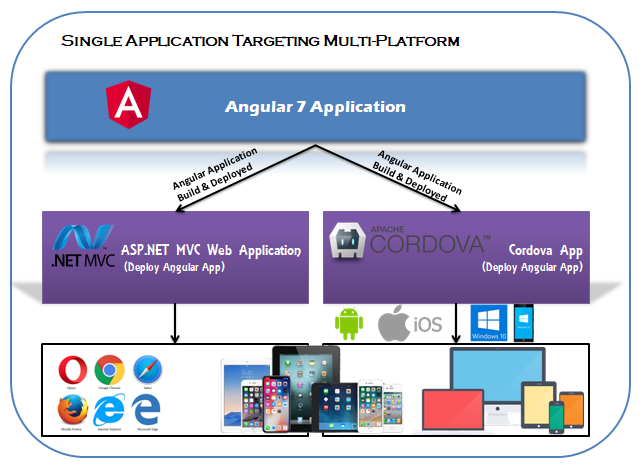 SINGLE APPLICATION TARGETING MULTI-PLATFORM
A
Angular 7 Application
Angular Application
Build & Deployed
Angular Application
Build & Deployed
.NET MVC
ASP.NET MVC Web Application
(Deploy Angular App)
APACHE
CORDOVA™
Cordova App
(Deploy Angular App)
iOS
Windows 10
Opera
Google Chrome
Safari
Mozilla Firefox
Internet Explorer
Microsoft Edge